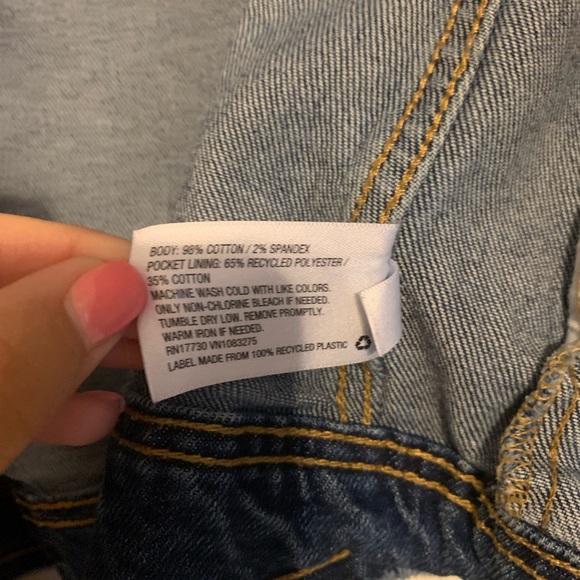 BODY: 98% COTTON / 2% SPANDEX
POCKET LINING: 65% RECYCLED POLYESTER /
35% COTTON
MACHINE WASH COLD WITH LIKE COLORS.
ONLY NON-CHLORINE BLEACH IF NEEDED.
TUMBLE DRY LOW. REMOVE PROMPTLY.
WARM IRON IF NEEDED.
RN17730 VN1083275
LABEL MADE FROM 100% RECYCLED PLASTIC